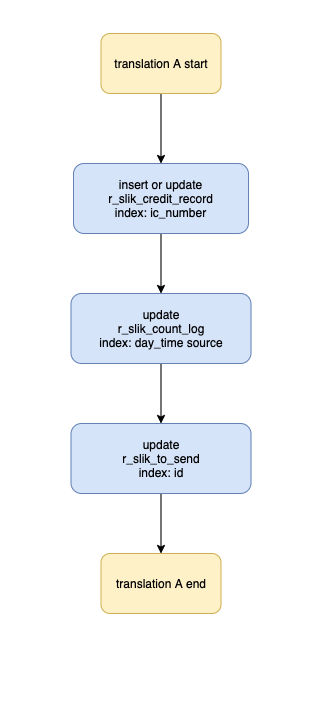 translation A start
insert or update
r_slik_credit_record
index: ic_number
update
r_slik_count_log
index: day_time source
update
r_slik_to_send
index: id
translation A end